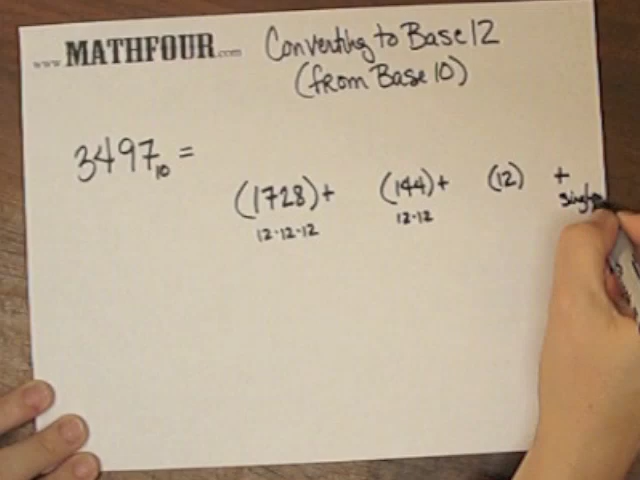 www.MATHFOUR.com
Converting to Base 12
(from Base 10)
3497₁₀ =
(1728) + (144) + (12) +
12·12·12 12·12